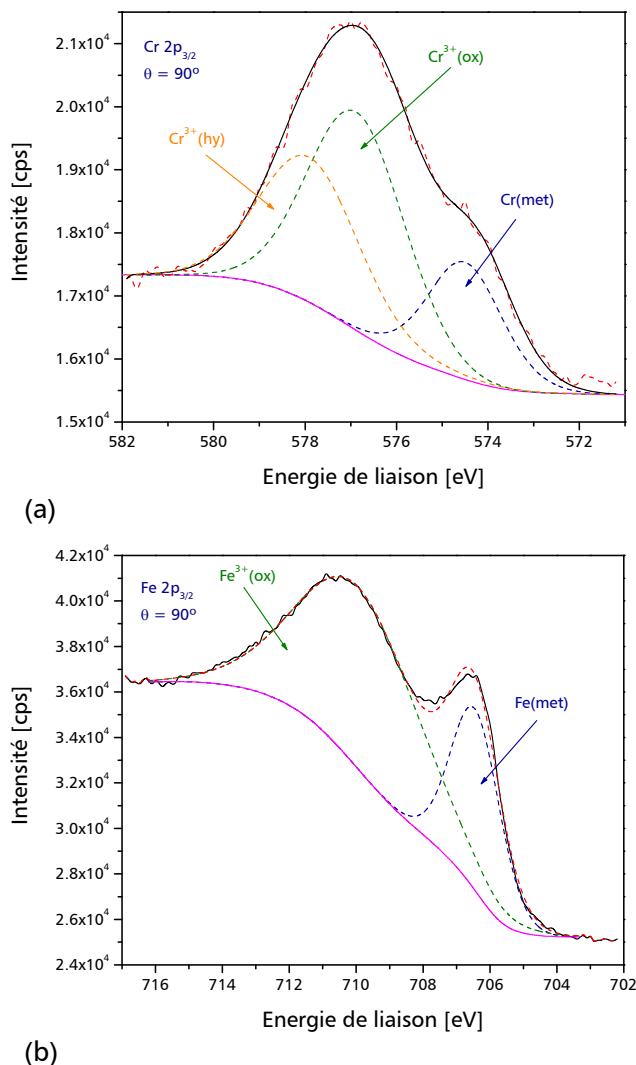 Cr 2p3/2
θ = 90º
Cr3+(ox)
Cr3+(hy)
Cr(met)
2.1x10^4
2.0x10^4
1.9x10^4
1.8x10^4
1.7x10^4
1.6x10^4
1.5x10^4
Intensité [cps]
582 580 578 576 574 572
Energie de liaison [eV]
(a)
Fe 2p3/2
θ = 90º
Fe3+(ox)
Fe(met)
4.2x10^4
4.0x10^4
3.8x10^4
3.6x10^4
3.4x10^4
3.2x10^4
3.0x10^4
2.8x10^4
2.6x10^4
2.4x10^4
Intensité [cps]
716 714 712 710 708 706 704 702
Energie de liaison [eV]
(b)